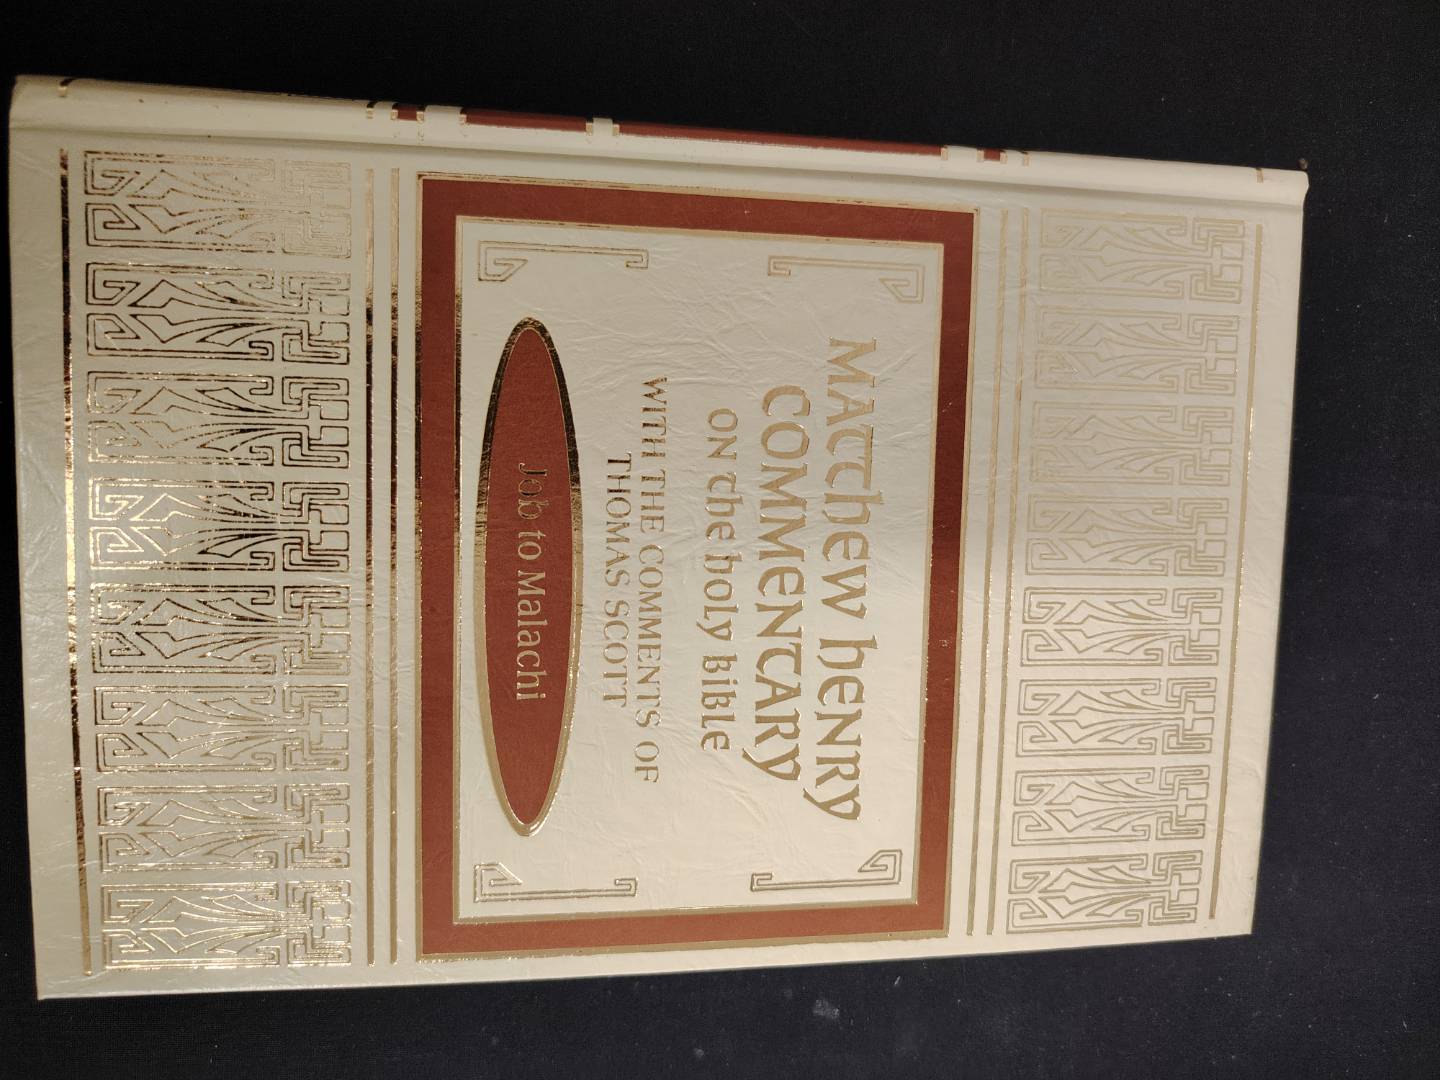 MATThEW hENRY
COMMENTARY
ON ThE hOLY BIBLE
WITH THE COMMENTS OF
THOMAS SCOTT
Job to Malachi